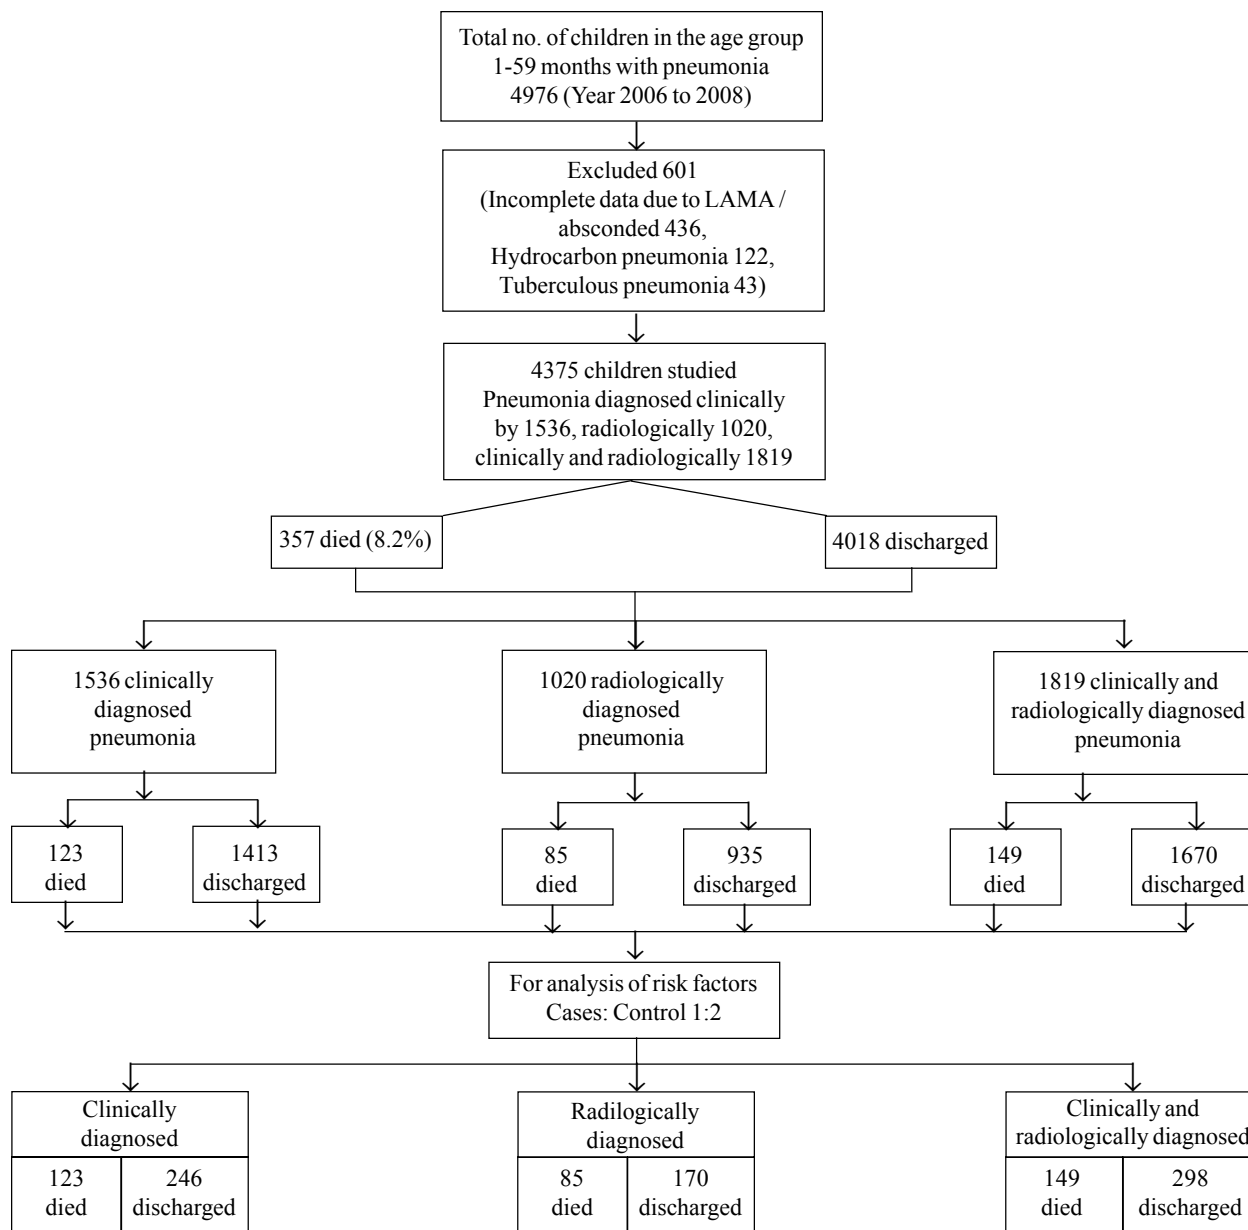 Total no. of children in the age group
1-59 months with pneumonia
4976 (Year 2006 to 2008)
Excluded 601
(Incomplete data due to LAMA /
absconded 436,
Hydrocarbon pneumonia 122,
Tuberculous pneumonia 43)
4375 children studied
Pneumonia diagnosed clinically
by 1536, radiologically 1020,
clinically and radiologically 1819
357 died (8.2%)
4018 discharged
1536 clinically
diagnosed
pneumonia
1020 radiologically
diagnosed
pneumonia
1819 clinically and
radiologically diagnosed
pneumonia
123
died
1413
discharged
85
died
935
discharged
149
died
1670
discharged
For analysis of risk factors
Cases: Control 1:2
Clinically
diagnosed
123
died
246
discharged
Radilogically
diagnosed
85
died
170
discharged
Clinically and
radiologically diagnosed
149
died
298
discharged